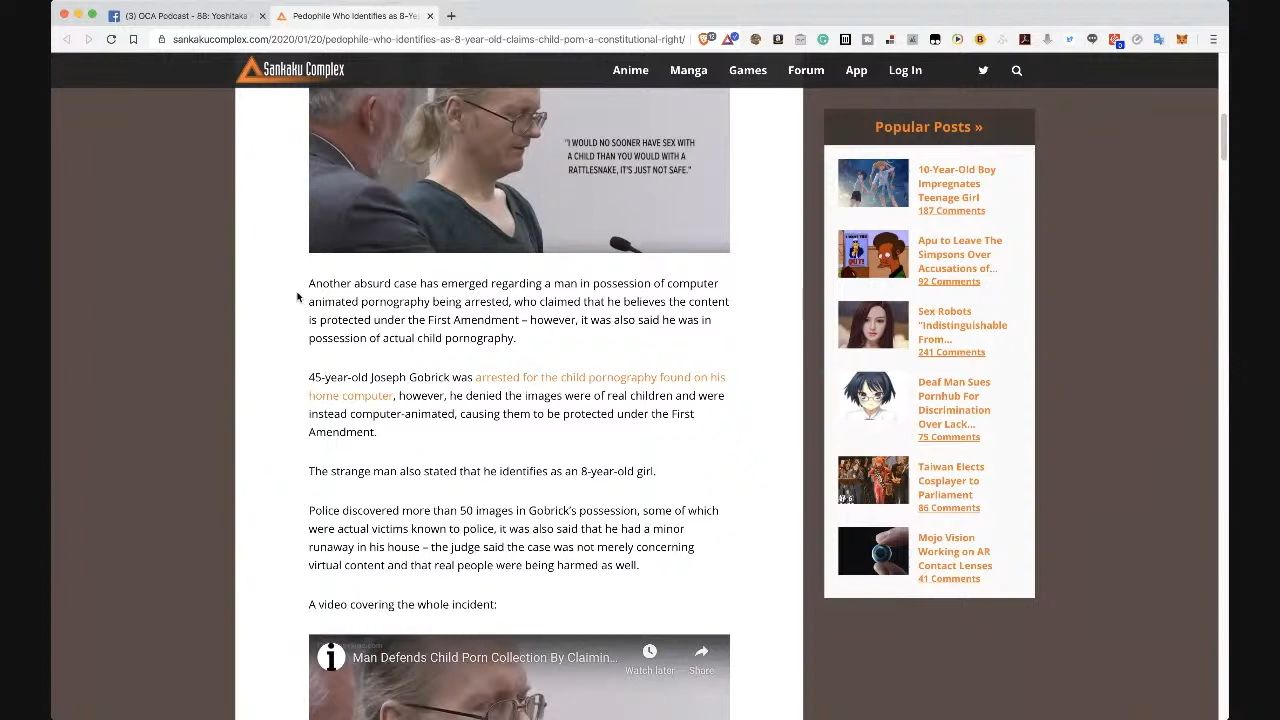 (3) OCA Podcast - 88: Yoshitaka
Pedophile Who Identifies as 8-Ye
sankakucomplex.com/2020/01/20/pedophile-who-identifies-as-8-year-old-claims-child-porn-a-constitutional-right/
Sankaku Complex
Anime Manga Games Forum App Log In
"I WOULD NO SOONER HAVE SEX WITH
A CHILD THAN YOU WOULD WITH A
RATTLESNAKE, IT'S JUST NOT SAFE."
Another absurd case has emerged regarding a man in possession of computer
animated pornography being arrested, who claimed that he believes the content
is protected under the First Amendment – however, it was also said he was in
possession of actual child pornography.
45-year-old Joseph Gobrick was arrested for the child pornography found on his
home computer, however, he denied the images were of real children and were
instead computer-animated, causing them to be protected under the First
Amendment.
The strange man also stated that he identifies as an 8-year-old girl.
Police discovered more than 50 images in Gobrick's possession, some of which
were actual victims known to police, it was also said that he had a minor
runaway in his house – the judge said the case was not merely concerning
virtual content and that real people were being harmed as well.
A video covering the whole incident:
Man Defends Child Porn Collection By Claimin...
Watch later
Share
Popular Posts »
10-Year-Old Boy
Impregnates
Teenage Girl
187 Comments
Apu to Leave The
Simpsons Over
Accusations of...
92 Comments
Sex Robots
"Indistinguishable
From...
241 Comments
Deaf Man Sues
Pornhub For
Discrimination
Over Lack...
75 Comments
Taiwan Elects
Cosplayer to
Parliament
86 Comments
Mojo Vision
Working on AR
Contact Lenses
41 Comments